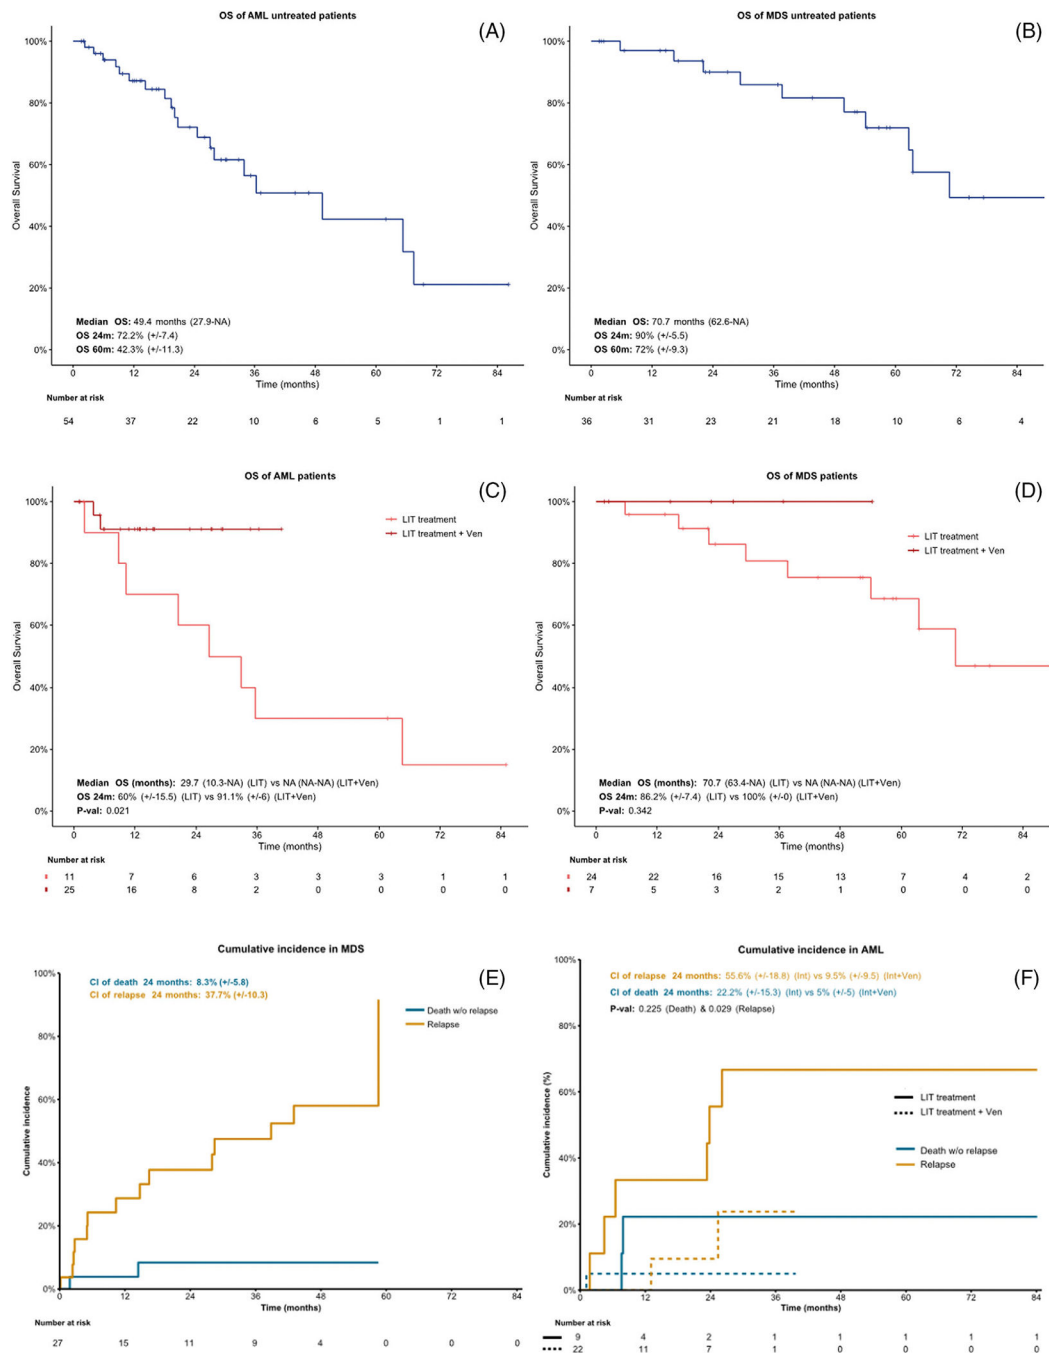 OS of AML untreated patients
(A)
100%
80%
60%
40%
20%
0%
Overall Survival
Median OS: 49.4 months (27.9-NA)
OS 24m: 72.2% (+/-7.4)
OS 60m: 42.3% (+/-11.3)
0 12 24 36 48 60 72 84
Time (months)
Number at risk
54 37 22 10 6 5 1 1
OS of MDS untreated patients
(B)
100%
80%
60%
40%
20%
0%
Overall Survival
Median OS: 70.7 months (62.6-NA)
OS 24m: 90% (+/-5.5)
OS 60m: 72% (+/-9.3)
0 12 24 36 48 60 72 84
Time (months)
Number at risk
36 31 23 21 18 10 6 4
OS of AML patients
(C)
100%
80%
60%
40%
20%
0%
Overall Survival
LIT treatment
LIT treatment + Ven
Median OS (months): 29.7 (10.3-NA) (LIT) vs NA (NA-NA) (LIT+Ven)
OS 24m: 60% (+/-15.5) (LIT) vs 91.1% (+/-6) (LIT+Ven)
P-val: 0.021
0 12 24 36 48 60 72 84
Time (months)
Number at risk
11 7 6 3 3 3 1 1
25 16 8 2 0 0 0 0
OS of MDS patients
(D)
100%
80%
60%
40%
20%
0%
Overall Survival
LIT treatment
LIT treatment + Ven
Median OS (months): 70.7 (63.4-NA) (LIT) vs NA (NA-NA) (LIT+Ven)
OS 24m: 86.2% (+/-7.4) (LIT) vs 100% (+/-0) (LIT+Ven)
P-val: 0.342
0 12 24 36 48 60 72 84
Time (months)
Number at risk
24 22 16 15 13 7 4 2
7 5 3 2 1 0 0 0
Cumulative incidence in MDS
(E)
100%
80%
60%
40%
20%
0%
Cumulative incidence
CI of death 24 months: 8.3% (+/-5.8)
CI of relapse 24 months: 37.7% (+/-10.3)
Death w/o relapse
Relapse
0 12 24 36 48 60 72 84
Time (months)
Number at risk
27 15 11 9 4 0 0 0
Cumulative incidence in AML
(F)
100%
80%
60%
40%
20%
0%
Cumulative incidence (%)
CI of relapse 24 months: 55.6% (+/-18.8) (Int) vs 9.5% (+/-9.5) (Int+Ven)
CI of death 24 months: 22.2% (+/-15.3) (Int) vs 5% (+/-5) (Int+Ven)
P-val: 0.225 (Death) & 0.029 (Relapse)
LIT treatment
LIT treatment + Ven
Death w/o relapse
Relapse
0 12 24 36 48 60 72 84
Time (months)
Number at risk
9 4 2 1 1 1 1 1
22 11 7 1 0 0 0 0